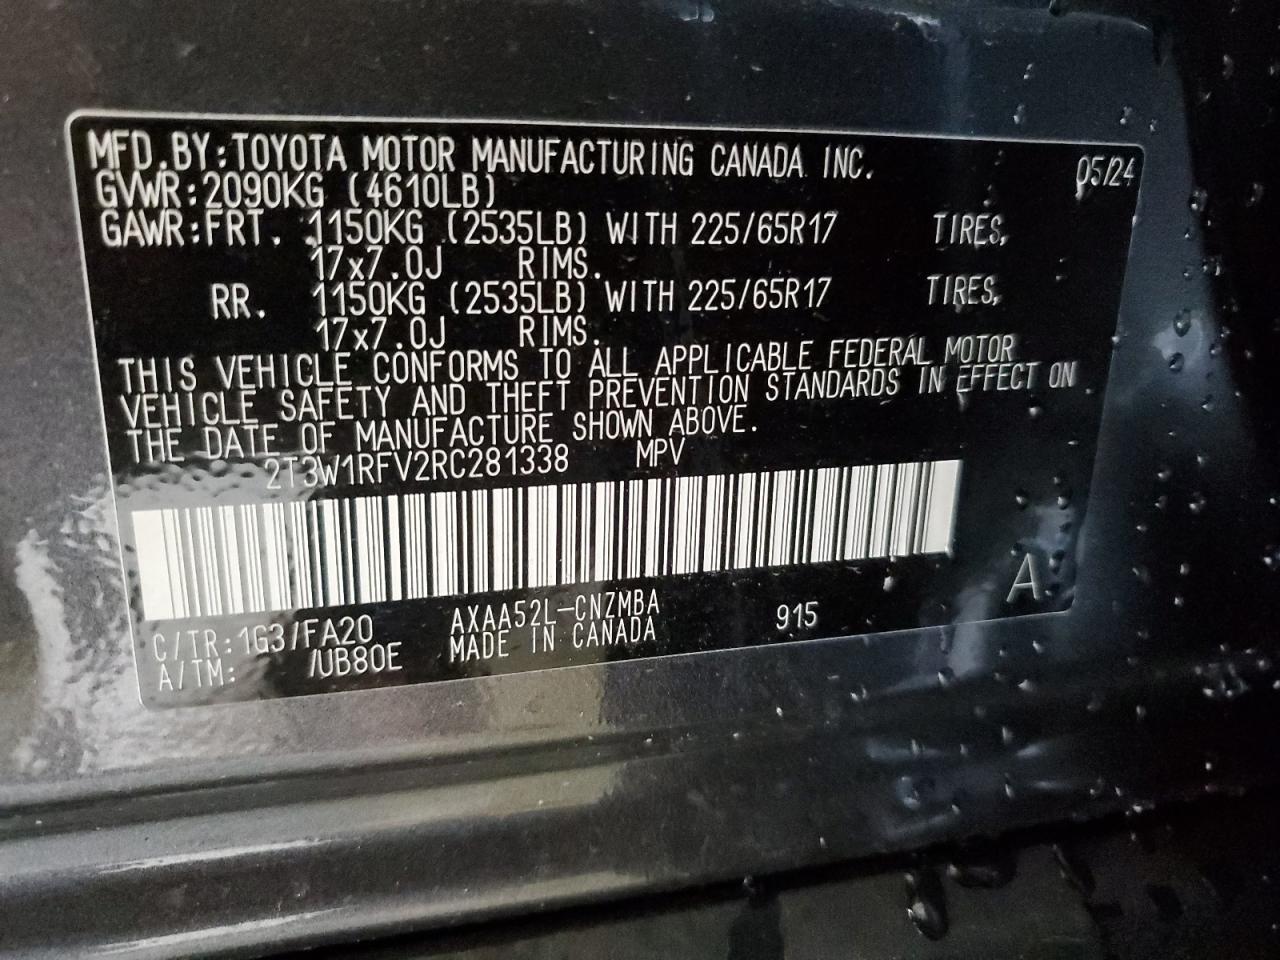 MFD.BY:TOYOTA MOTOR MANUFACTURING CANADA INC. 05/24
GVWR:2090KG (4610LB)
GAWR:FRT. 1150KG (2535LB) WITH 225/65R17 TIRES,
17x7.0J RIMS.
RR. 1150KG (2535LB) WITH 225/65R17 TIRES,
17x7.0J RIMS.
THIS VEHICLE CONFORMS TO ALL APPLICABLE FEDERAL MOTOR
VEHICLE SAFETY AND THEFT PREVENTION STANDARDS IN EFFECT ON
THE DATE OF MANUFACTURE SHOWN ABOVE.
2T3W1RFV2RC281338 MPV
C/TR:1G3/FA20 AXAA52L-CNZMBA 915 A
A/TM: /UB80E MADE IN CANADA